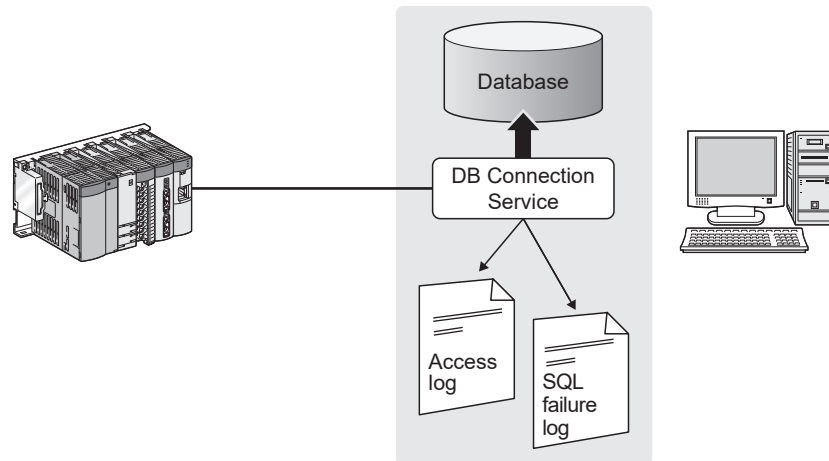 Database
DB Connection
Service
Access
log
SQL
failure
log